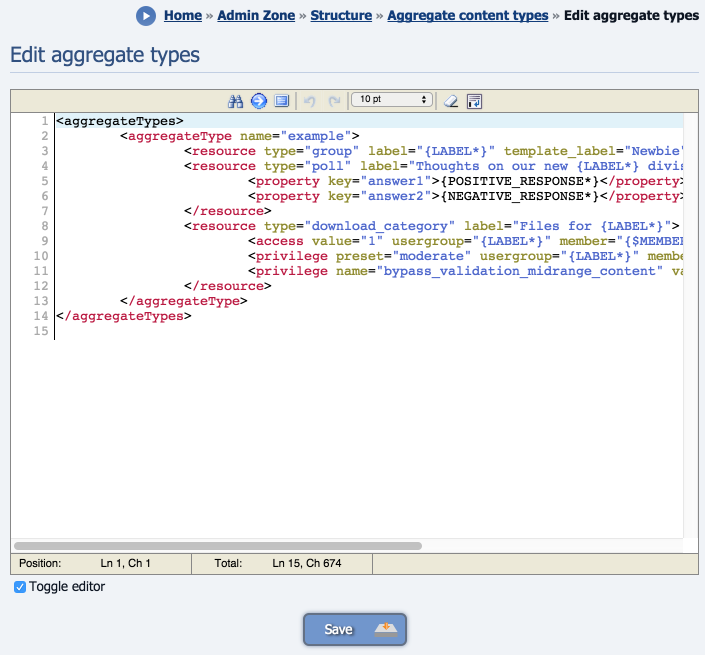 Home » Admin Zone » Structure » Aggregate content types » Edit aggregate types
Edit aggregate types
10 pt
1 <aggregateTypes>
2 <aggregateType name="example">
3 <resource type="group" label="{LABEL*}" template_label="Newbie"
4 <resource type="poll" label="Thoughts on our new {LABEL*}
5 <property key="answer1">{POSITIVE_RESPONSE*}</property>
6 <property key="answer2">{NEGATIVE_RESPONSE*}</property>
7 </resource>
8 <resource type="download_category" label="Files for {LABEL*}">
9 <access value="1" usergroup="{LABEL*}"
10 <privilege preset="moderate" usergroup="{LABEL*}"
11 <privilege name="bypass_validation_midrange_content"
12 </resource>
13 </aggregateType>
14 </aggregateTypes>
15
Position: Ln 1, Ch 1 Total: Ln 15, Ch 674
Toggle editor
Save